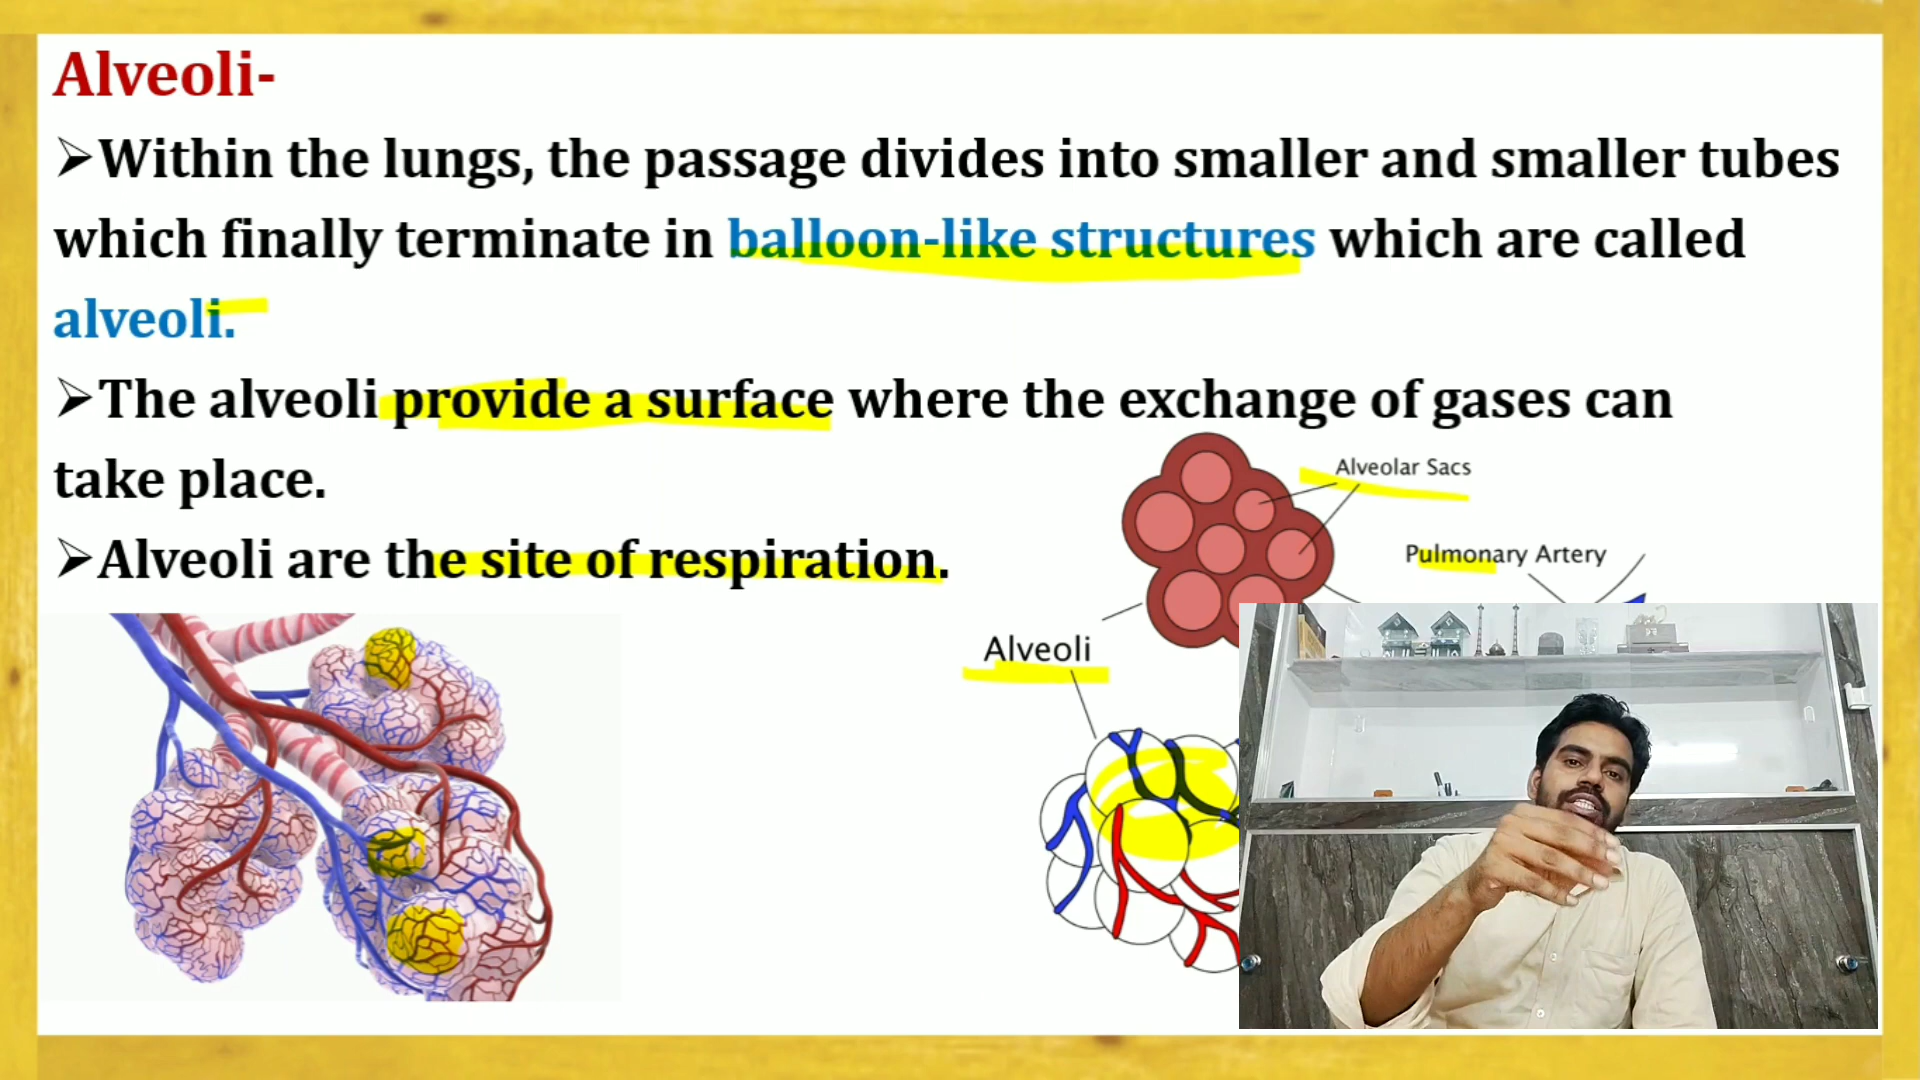 Alveoli-
➢Within the lungs, the passage divides into smaller and smaller tubes
which finally terminate in balloon-like structures which are called
alveoli.
➢The alveoli provide a surface where the exchange of gases can
take place.
➢Alveoli are the site of respiration.
Alveolar Sacs
Pulmonary Artery
Alveoli